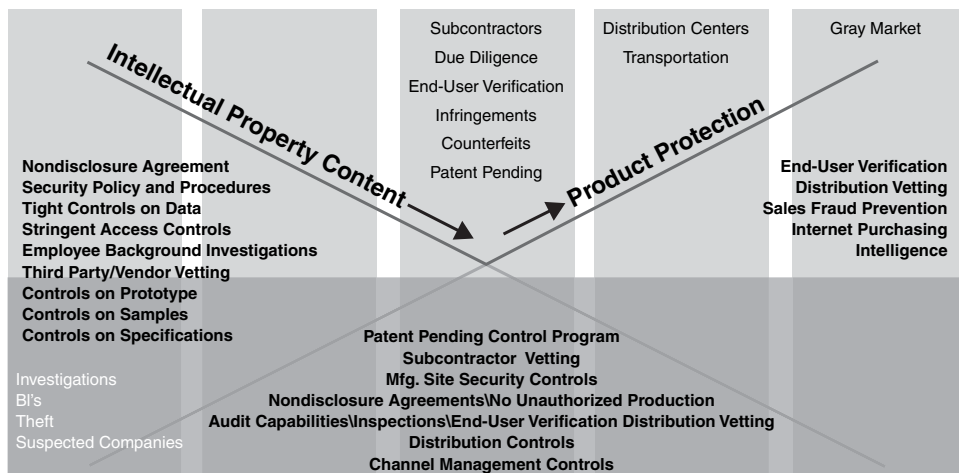 Subcontractors
Due Diligence
End-User Verification
Infringements
Counterfeits
Patent Pending
Distribution Centers
Transportation
Gray Market
Intellectual Property Content
Product Protection
Nondisclosure Agreement
Security Policy and Procedures
Tight Controls on Data
Stringent Access Controls
Employee Background Investigations
Third Party/Vendor Vetting
Controls on Prototype
Controls on Samples
Controls on Specifications
End-User Verification
Distribution Vetting
Sales Fraud Prevention
Internet Purchasing
Intelligence
Investigations
BI's
Theft
Suspected Companies
Patent Pending Control Program
Subcontractor Vetting
Mfg. Site Security Controls
Nondisclosure Agreements\No Unauthorized Production
Audit Capabilities\Inspections\End-User Verification Distribution Vetting
Distribution Controls
Channel Management Controls